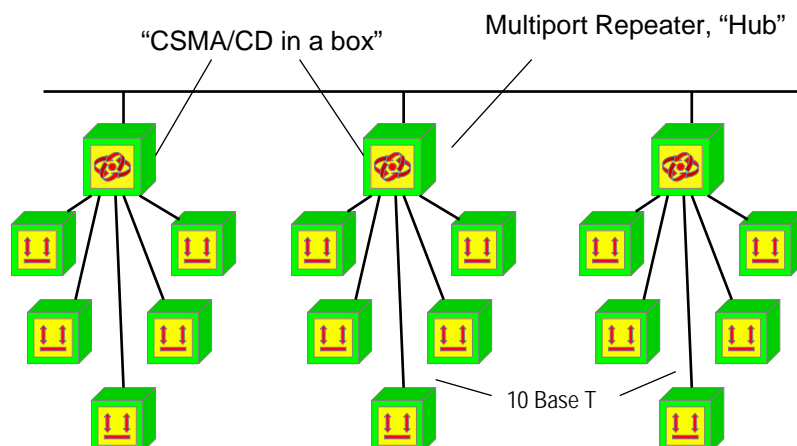 “CSMA/CD in a box”
Multiport Repeater, “Hub”
10 Base T